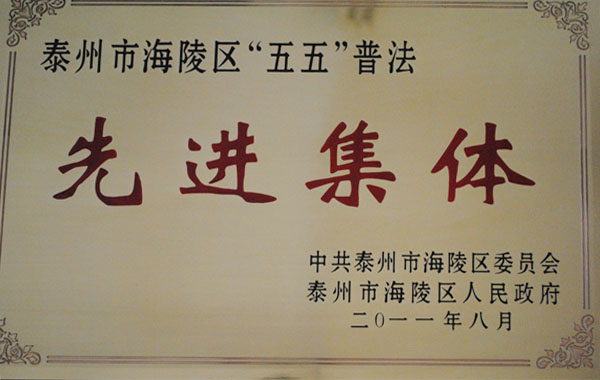 泰州市海陵区“五五”普法
先进集体
中共泰州市海陵区委员会
泰州市海陵区人民政府
二〇一一年八月